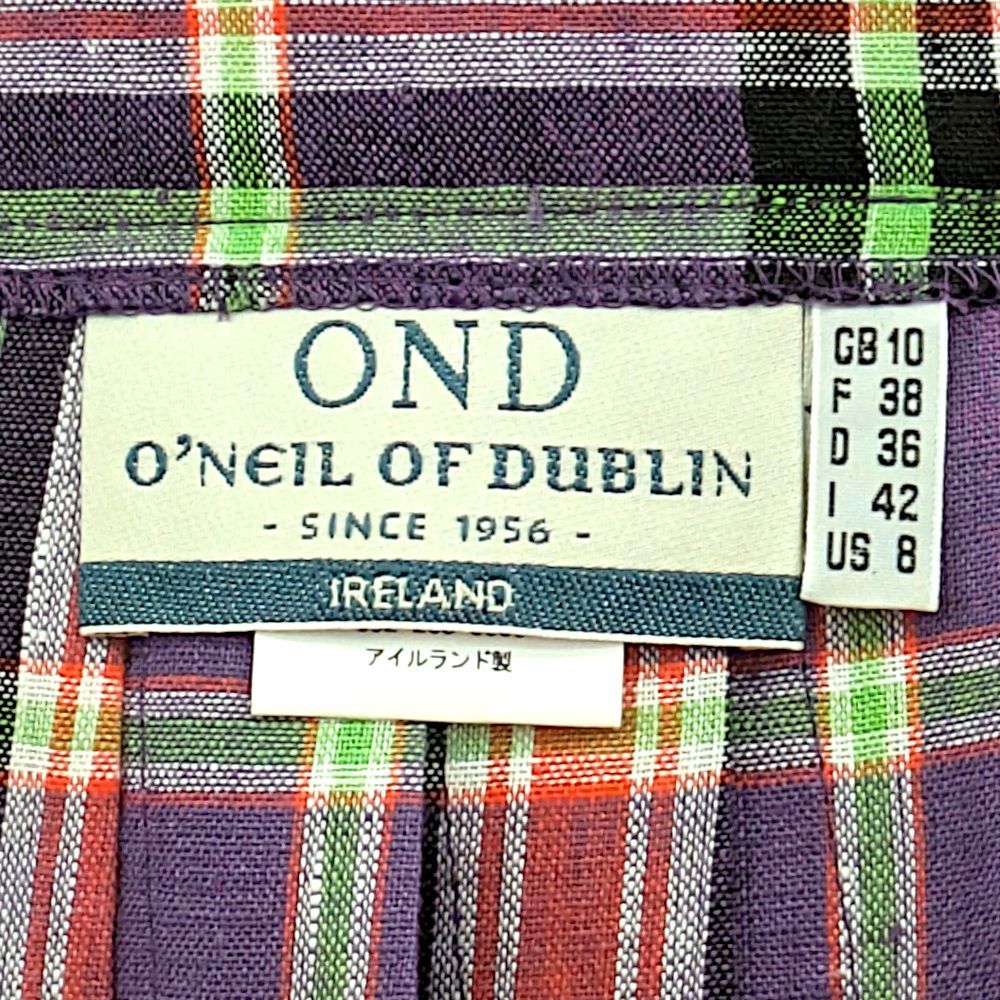 OND
O'NEIL OF DUBLIN
- SINCE 1956 -
IRELAND
アイルランド製
GB 10
F 38
D 36
I 42
US 8